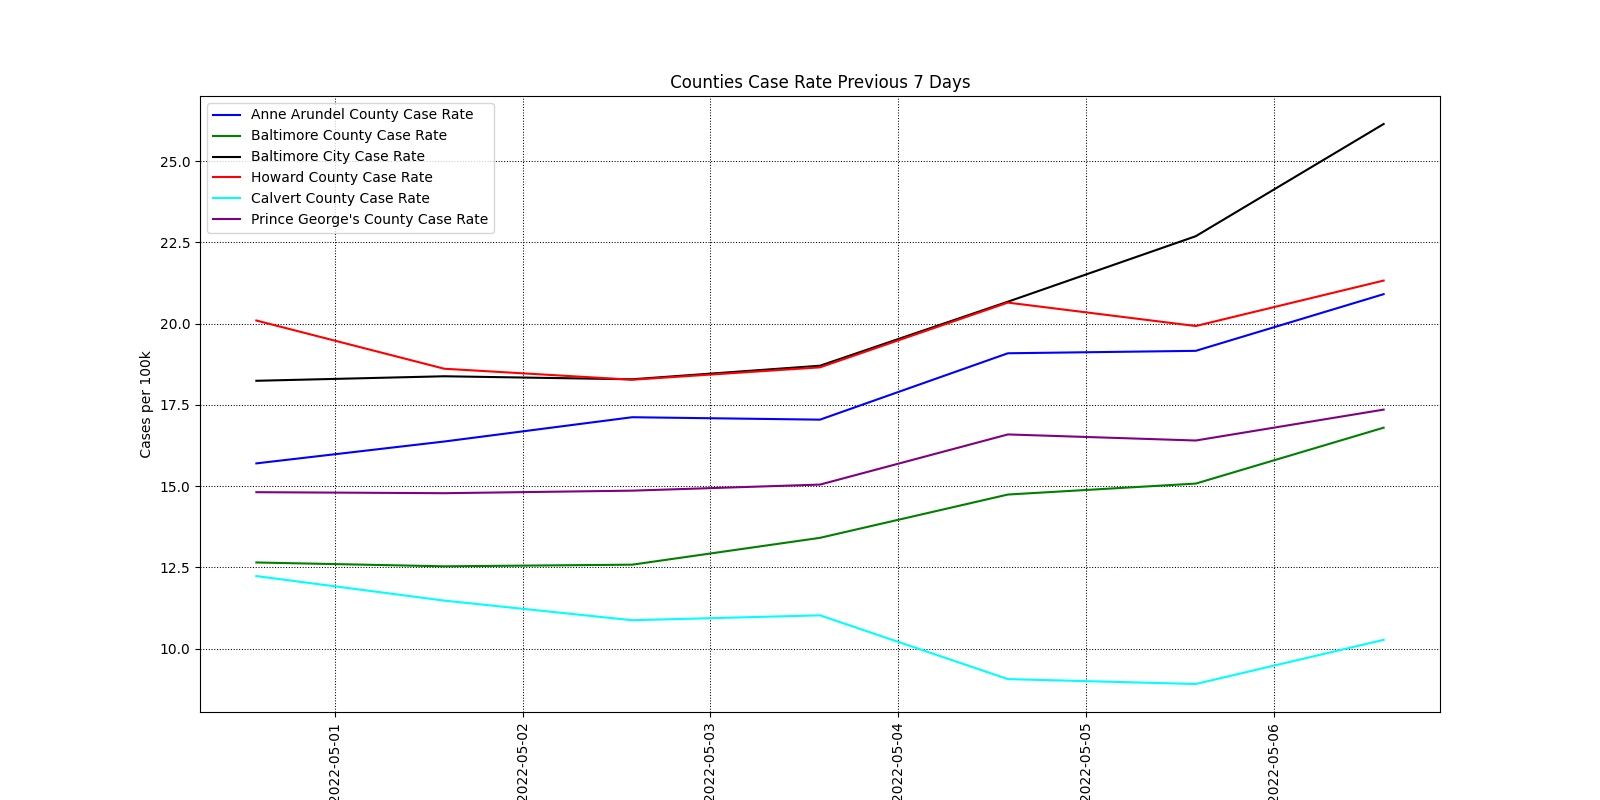 Counties Case Rate Previous 7 Days
Anne Arundel County Case Rate
Baltimore County Case Rate
Baltimore City Case Rate
Howard County Case Rate
Calvert County Case Rate
Prince George's County Case Rate
Cases per 100k
25.0
22.5
20.0
17.5
15.0
12.5
10.0
2022-05-01
2022-05-02
2022-05-03
2022-05-04
2022-05-05
2022-05-06